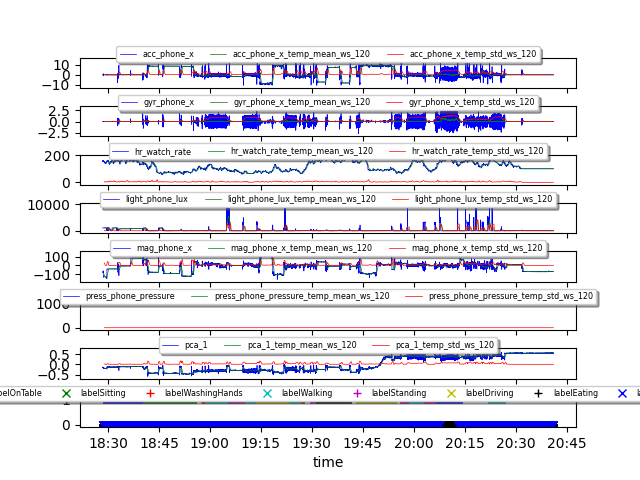 acc_phone_x acc_phone_x_temp_mean_ws_120 acc_phone_x_temp_std_ws_120
10
0
gyr_phone_x gyr_phone_x_temp_mean_ws_120 gyr_phone_x_temp_std_ws_120
2.5
0.0
−2.5
200
hr_watch_rate hr_watch_rate_temp_mean_ws_120 hr_watch_rate_temp_std_ws_120
0
light_phone_lux light_phone_lux_temp_mean_ws_120 light_phone_lux_temp_std_ws_120
10000
0
mag_phone_x mag_phone_x_temp_mean_ws_120 mag_phone_x_temp_std_ws_120
100
0
−100
press_phone_pressure press_phone_pressure_temp_mean_ws_120 press_phone_pressure_temp_std_ws_120
1000
0
pca_1 pca_1_temp_mean_ws_120 pca_1_temp_std_ws_120
0.5
0.0
−0.5
belOnTable labelSitting labelWashingHands labelWalking labelStanding labelDriving labelEating la
0
18:30 18:45 19:00 19:15 19:30 19:45 20:00 20:15 20:30 20:45
time